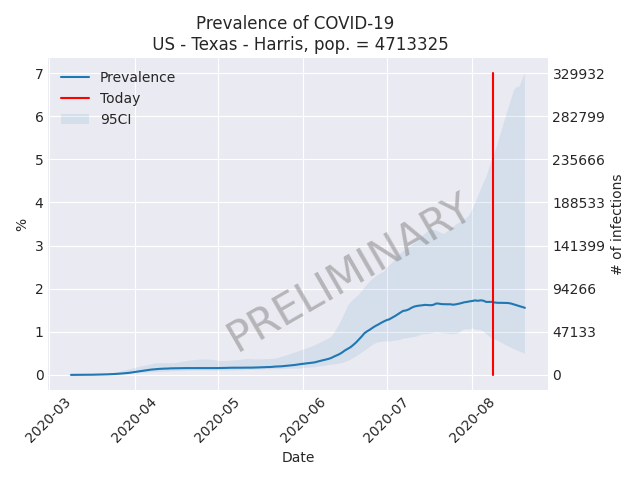 Prevalence of COVID-19
US - Texas - Harris, pop. = 4713325
Prevalence
Today
95CI
7
6
5
4
3
2
1
0
%
329932
282799
235666
188533
141399
94266
47133
0
# of infections
PRELIMINARY
2020-03
2020-04
2020-05
2020-06
2020-07
2020-08
Date